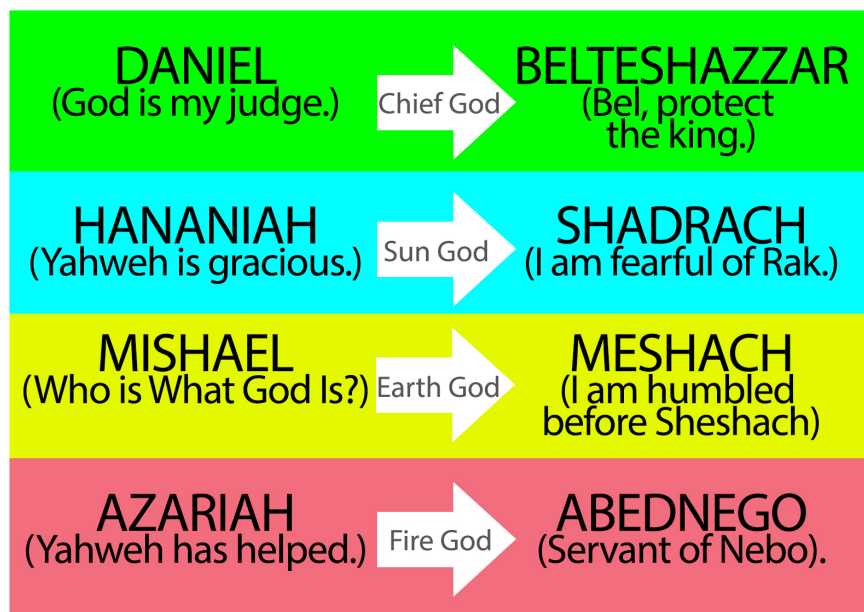 DANIEL
(God is my judge.)
Chief God
BELTESHAZZAR
(Bel, protect
the king.)
HANANIAH
(Yahweh is gracious.)
Sun God
SHADRACH
(I am fearful of Rak.)
MISHAEL
(Who is What God Is?)
Earth God
MESHACH
(I am humbled
before Sheshach)
AZARIAH
(Yahweh has helped.)
Fire God
ABEDNEGO
(Servant of Nebo).